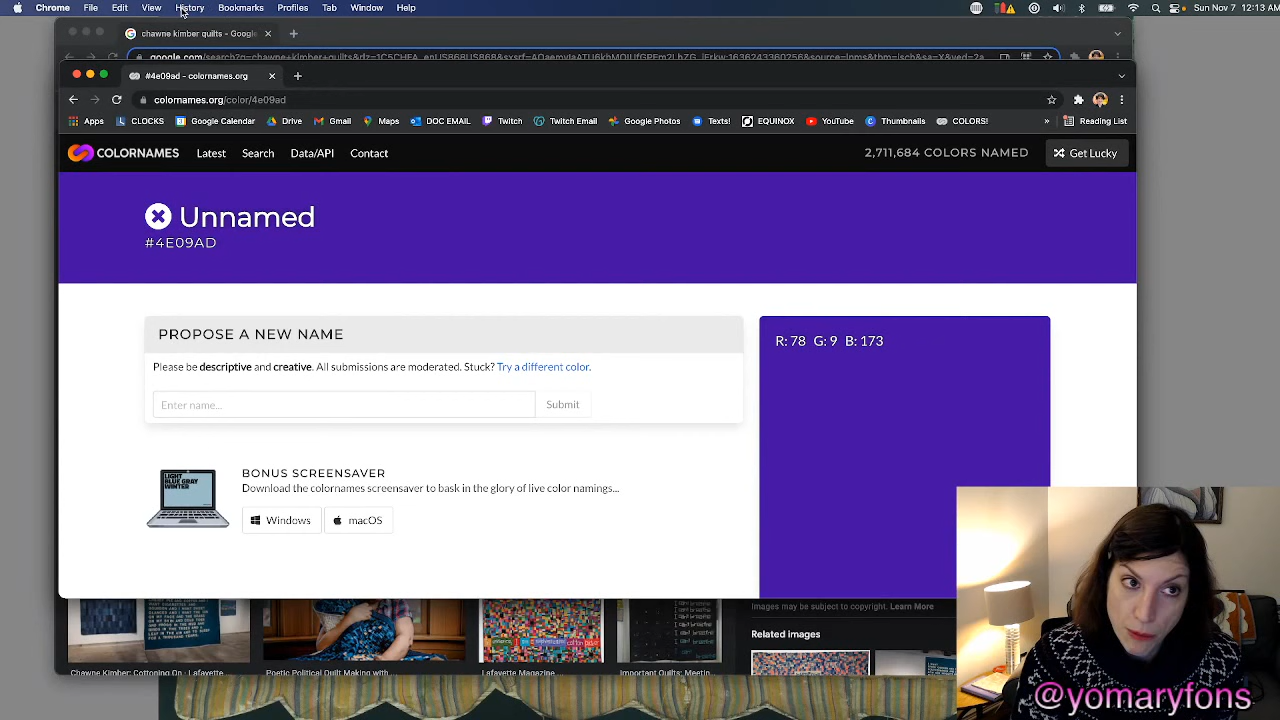 Chrome File Edit View History Bookmarks Profiles Tab Window Help Sun Nov 7 12:13 AM
chawne kimber quilts - Google
#4e09ad - colornames.org
colornames.org/color/4e09ad
Apps CLOCKS Google Calendar Drive Gmail Maps DOC EMAIL Twitch Twitch Email Google Photos Texts! EQUINOX YouTube Thumbnails COLORS! » Reading List
COLORNAMES Latest Search Data/API Contact 2,711,684 COLORS NAMED Get Lucky
Unnamed
#4E09AD
PROPOSE A NEW NAME
Please be descriptive and creative. All submissions are moderated. Stuck? Try a different color.
Enter name... Submit
R: 78 G: 9 B: 173
BONUS SCREENSAVER
Download the colornames screensaver to bask in the glory of live color namings...
LIGHT
BLUE GRAY
WINTER
Windows macOS
Images may be subject to copyright. Learn More
Related images
Chawne Kimber: Cottoning On · Lafayette
Poetic Political Quilt Making
Lafayette Magazine
Important Quilts: Meetin...
@yomaryfons